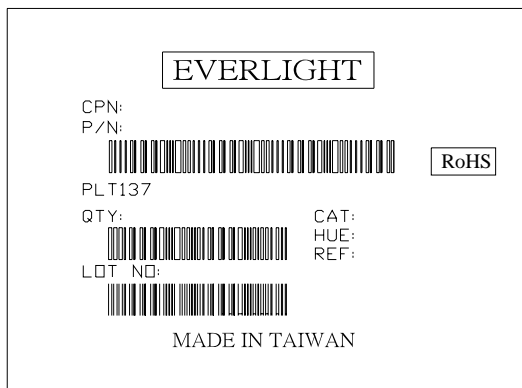 EVERLIGHT
CPN:
P/N:
RoHS
PLT137
QTY:
CAT:
HUE:
REF:
LOT NO:
MADE IN TAIWAN